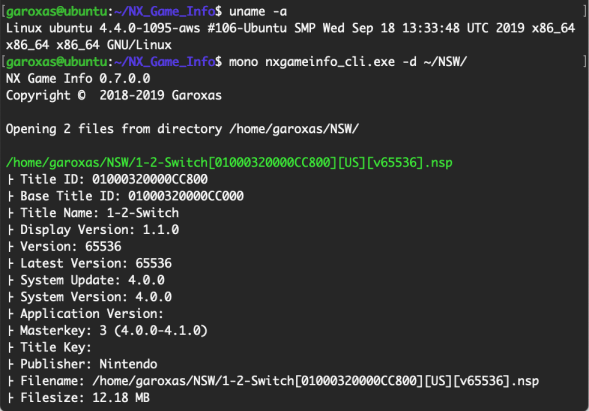 [garoxas@ubuntu:~/NX_Game_Info$ uname -a ]
Linux ubuntu 4.4.0-1095-aws #106-Ubuntu SMP Wed Sep 18 13:33:48 UTC 2019 x86_64
x86_64 x86_64 GNU/Linux
[garoxas@ubuntu:~/NX_Game_Info$ mono nxgameinfo_cli.exe -d ~/NSW/ ]
NX Game Info 0.7.0.0
Copyright © 2018-2019 Garoxas
Opening 2 files from directory /home/garoxas/NSW/
/home/garoxas/NSW/1-2-Switch[01000320000CC800][US][v65536].nsp
├ Title ID: 01000320000CC800
├ Base Title ID: 01000320000CC000
├ Title Name: 1-2-Switch
├ Display Version: 1.1.0
├ Version: 65536
├ Latest Version: 65536
├ System Update: 4.0.0
├ System Version: 4.0.0
├ Application Version:
├ Masterkey: 3 (4.0.0-4.1.0)
├ Title Key:
├ Publisher: Nintendo
├ Filename: /home/garoxas/NSW/1-2-Switch[01000320000CC800][US][v65536].nsp
├ Filesize: 12.18 MB